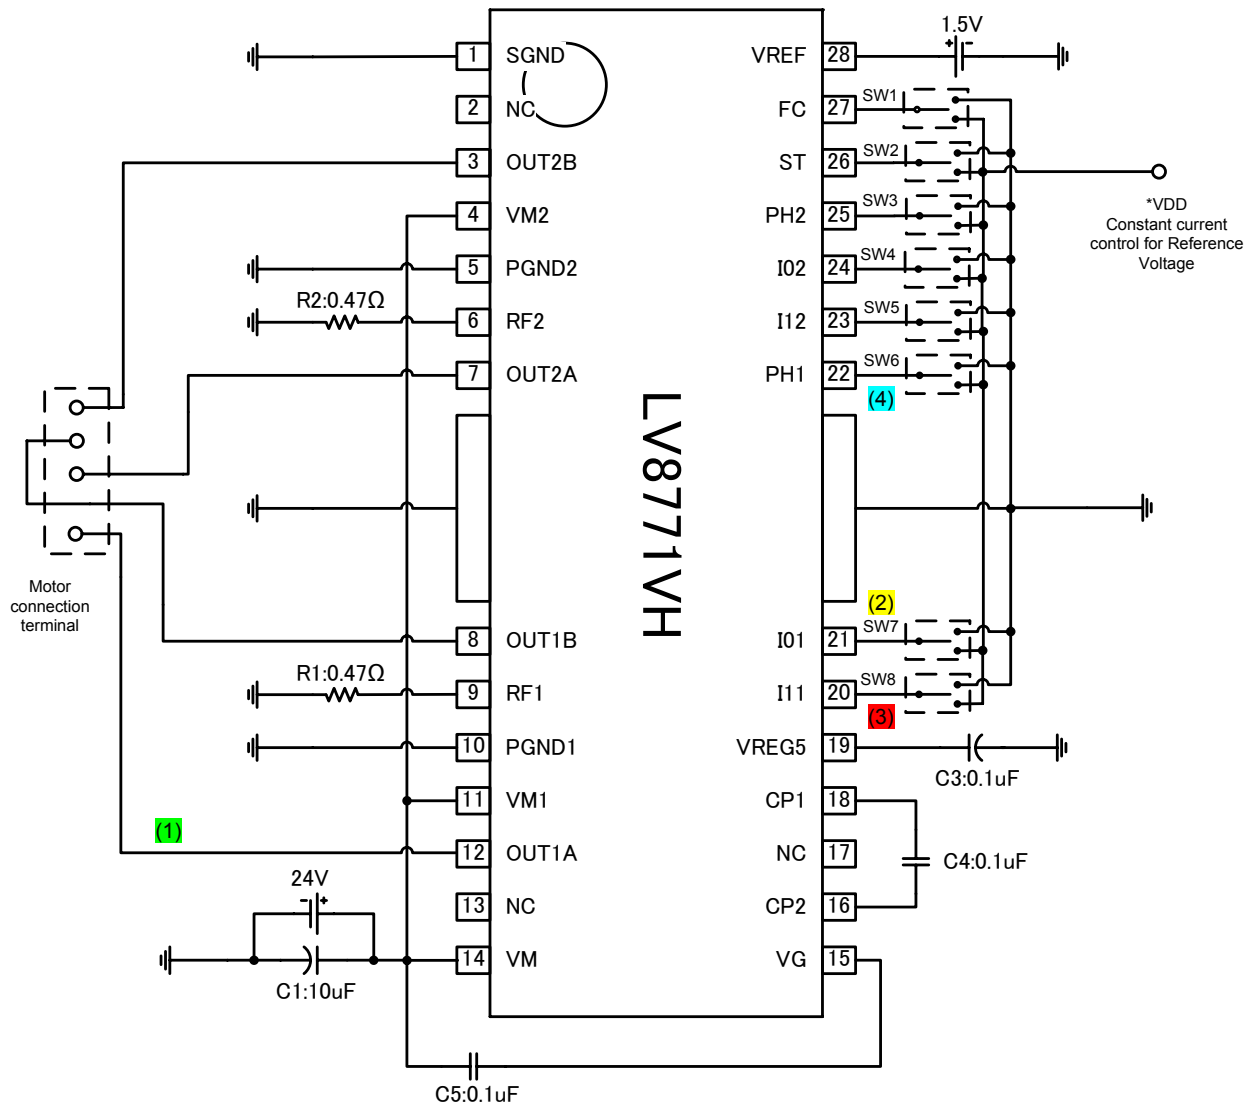 1.5V
1 SGND
VREF 28
2 NC
FC 27
SW1
3 OUT2B
ST 26
SW2
4 VM2
PH2 25
SW3
*VDD
Constant current
control for Reference
Voltage
5 PGND2
I02 24
SW4
R2:0.47Ω
6 RF2
I12 23
SW5
7 OUT2A
PH1 22
SW6
(4)
LV8771VH
Motor
connection
terminal
(2)
8 OUT1B
I01 21
SW7
R1:0.47Ω
9 RF1
I11 20
SW8
(3)
10 PGND1
VREG5 19
C3:0.1uF
11 VM1
CP1 18
(1)
12 OUT1A
NC 17
C4:0.1uF
24V
- +
13 NC
CP2 16
14 VM
VG 15
C1:10uF
C5:0.1uF